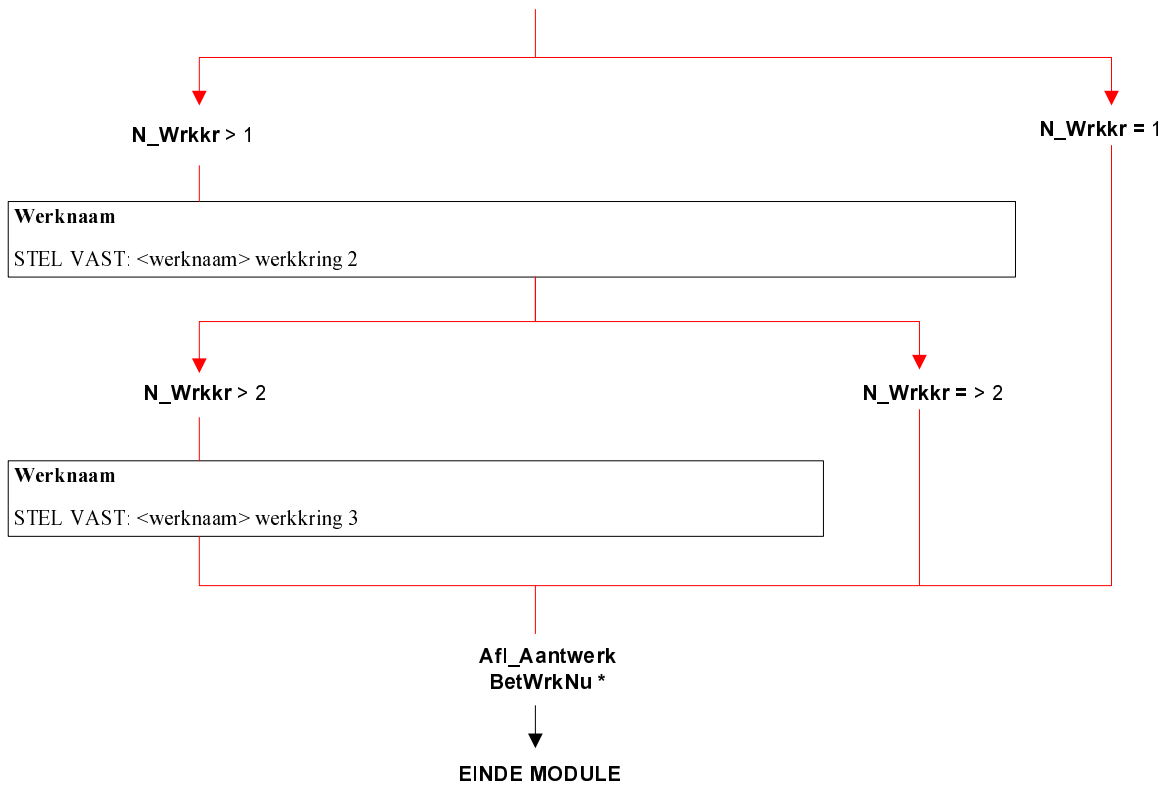 N_Wrkkr > 1
N_Wrkkr = 1
Werknaam
STEL VAST: <werknaam> werkkring 2
N_Wrkkr > 2
N_Wrkkr = > 2
Werknaam
STEL VAST: <werknaam> werkkring 3
Afl_Aantwerk
BetWrkNu *
EINDE MODULE